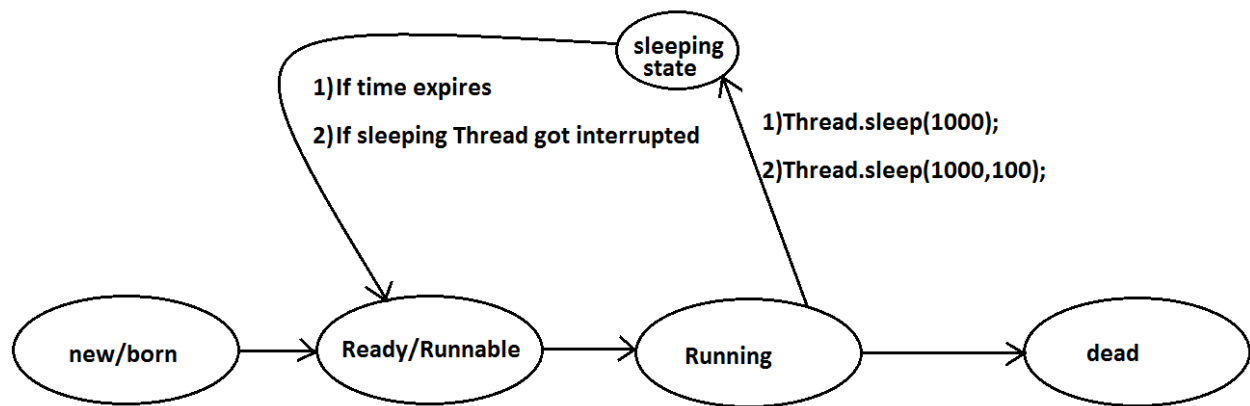 sleeping
state
1)If time expires
2)If sleeping Thread got interrupted
1)Thread.sleep(1000);
2)Thread.sleep(1000,100);
new/born
Ready/Runnable
Running
dead